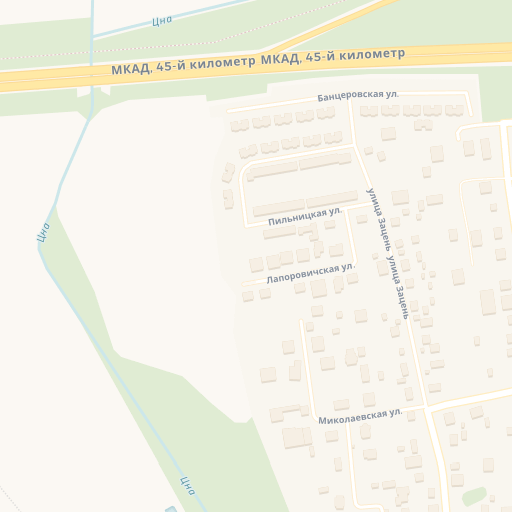 Цна
МКАД, 45-й километр МКАД, 45-й километр
Банцеровская ул.
улица Зацень улица Зацень
Пильницкая ул.
Цна
Лапоровичская ул.
Миколаевская ул.
Цна